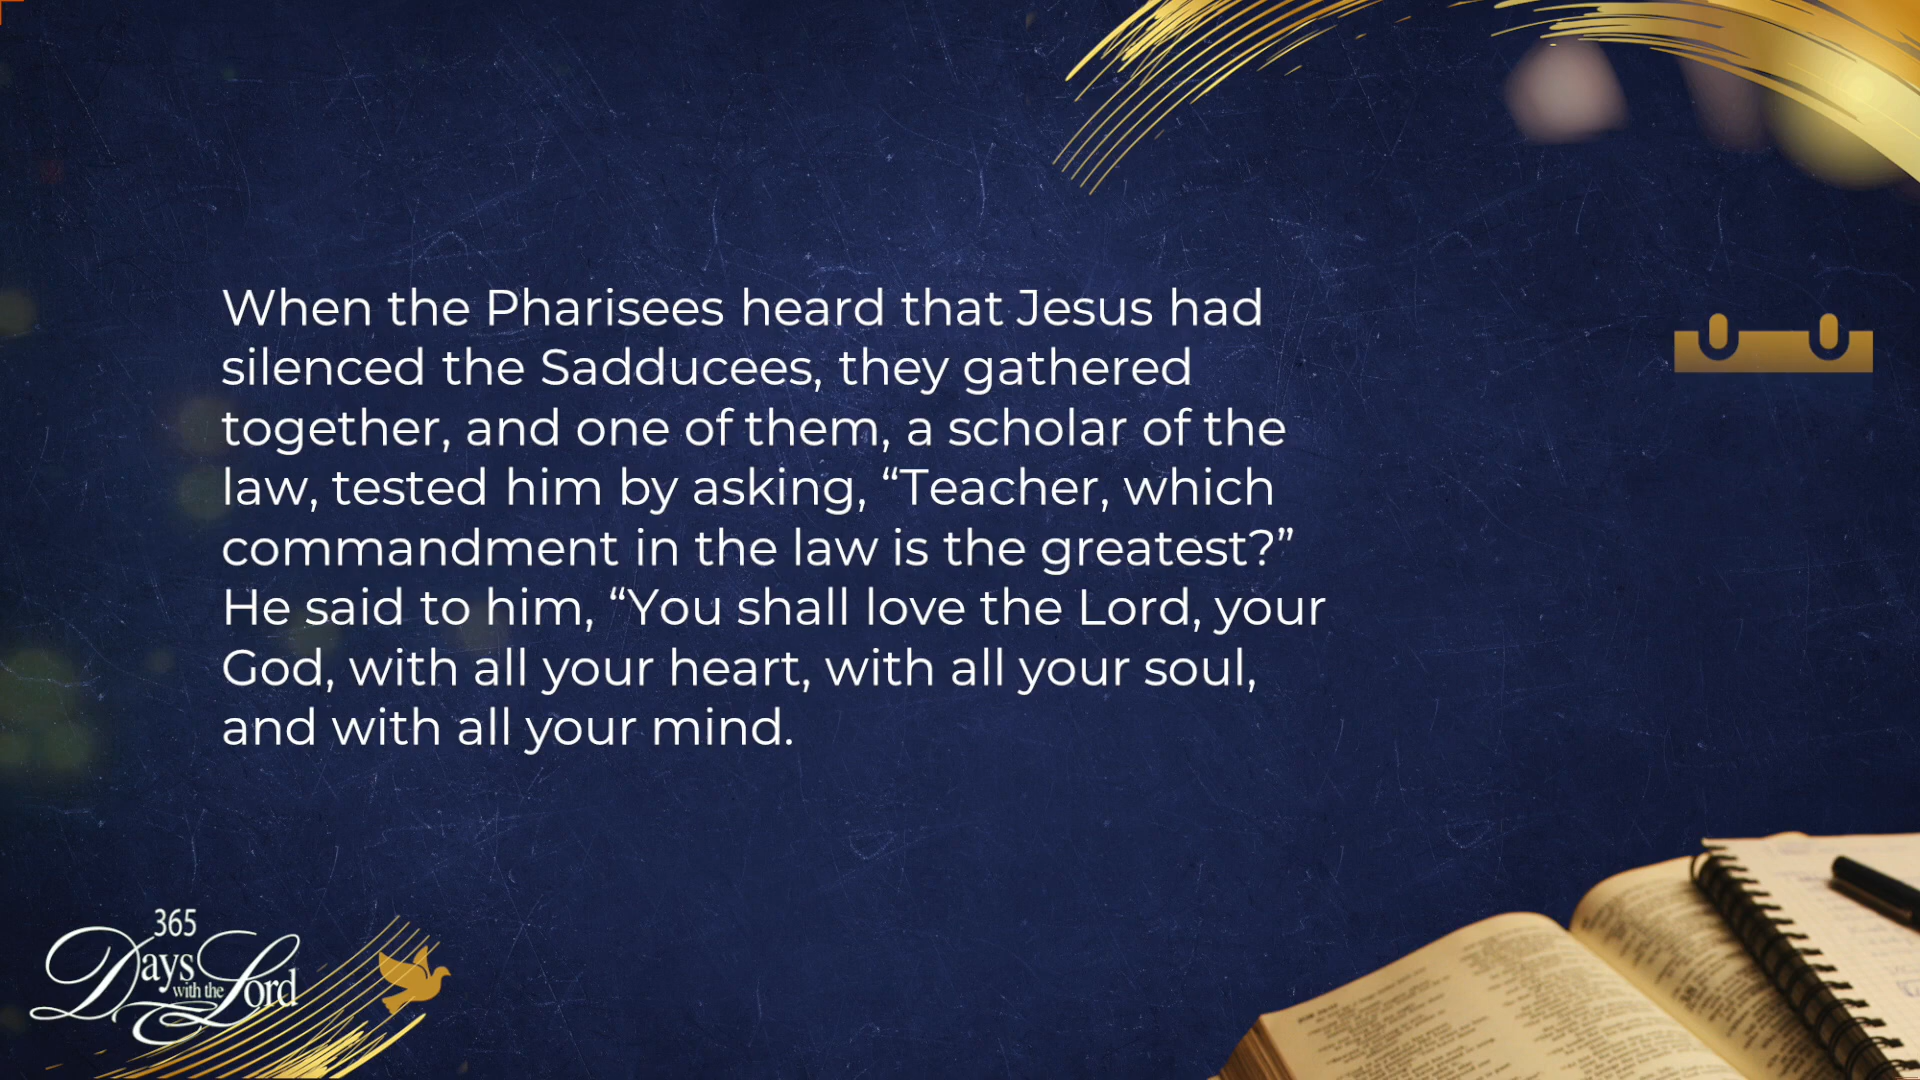 When the Pharisees heard that Jesus had
silenced the Sadducees, they gathered
together, and one of them, a scholar of the
law, tested him by asking, “Teacher, which
commandment in the law is the greatest?”
He said to him, “You shall love the Lord, your
God, with all your heart, with all your soul,
and with all your mind.
365
Days
with the
Lord